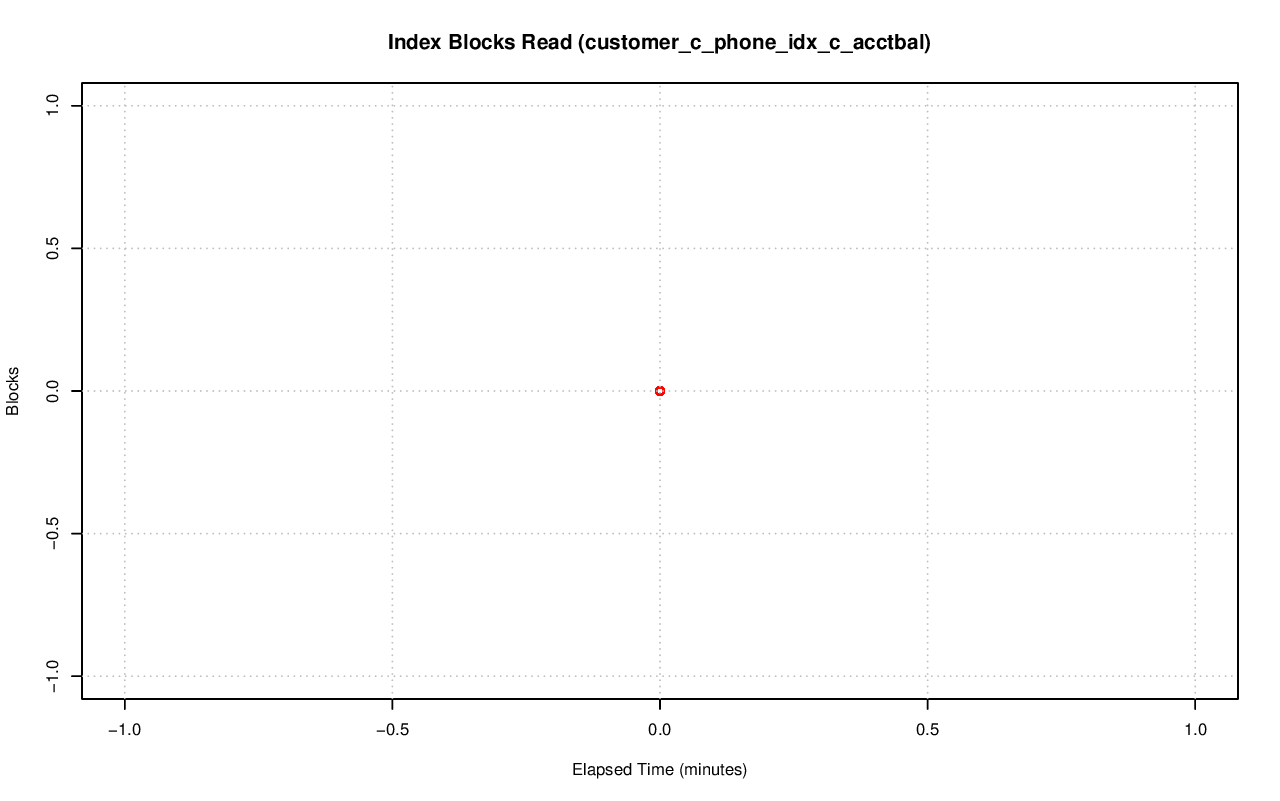 Index Blocks Read (customer_c_phone_idx_c_acctbal)
Blocks
1.0
0.5
0.0
−0.5
−1.0
−1.0 −0.5 0.0 0.5 1.0
Elapsed Time (minutes)